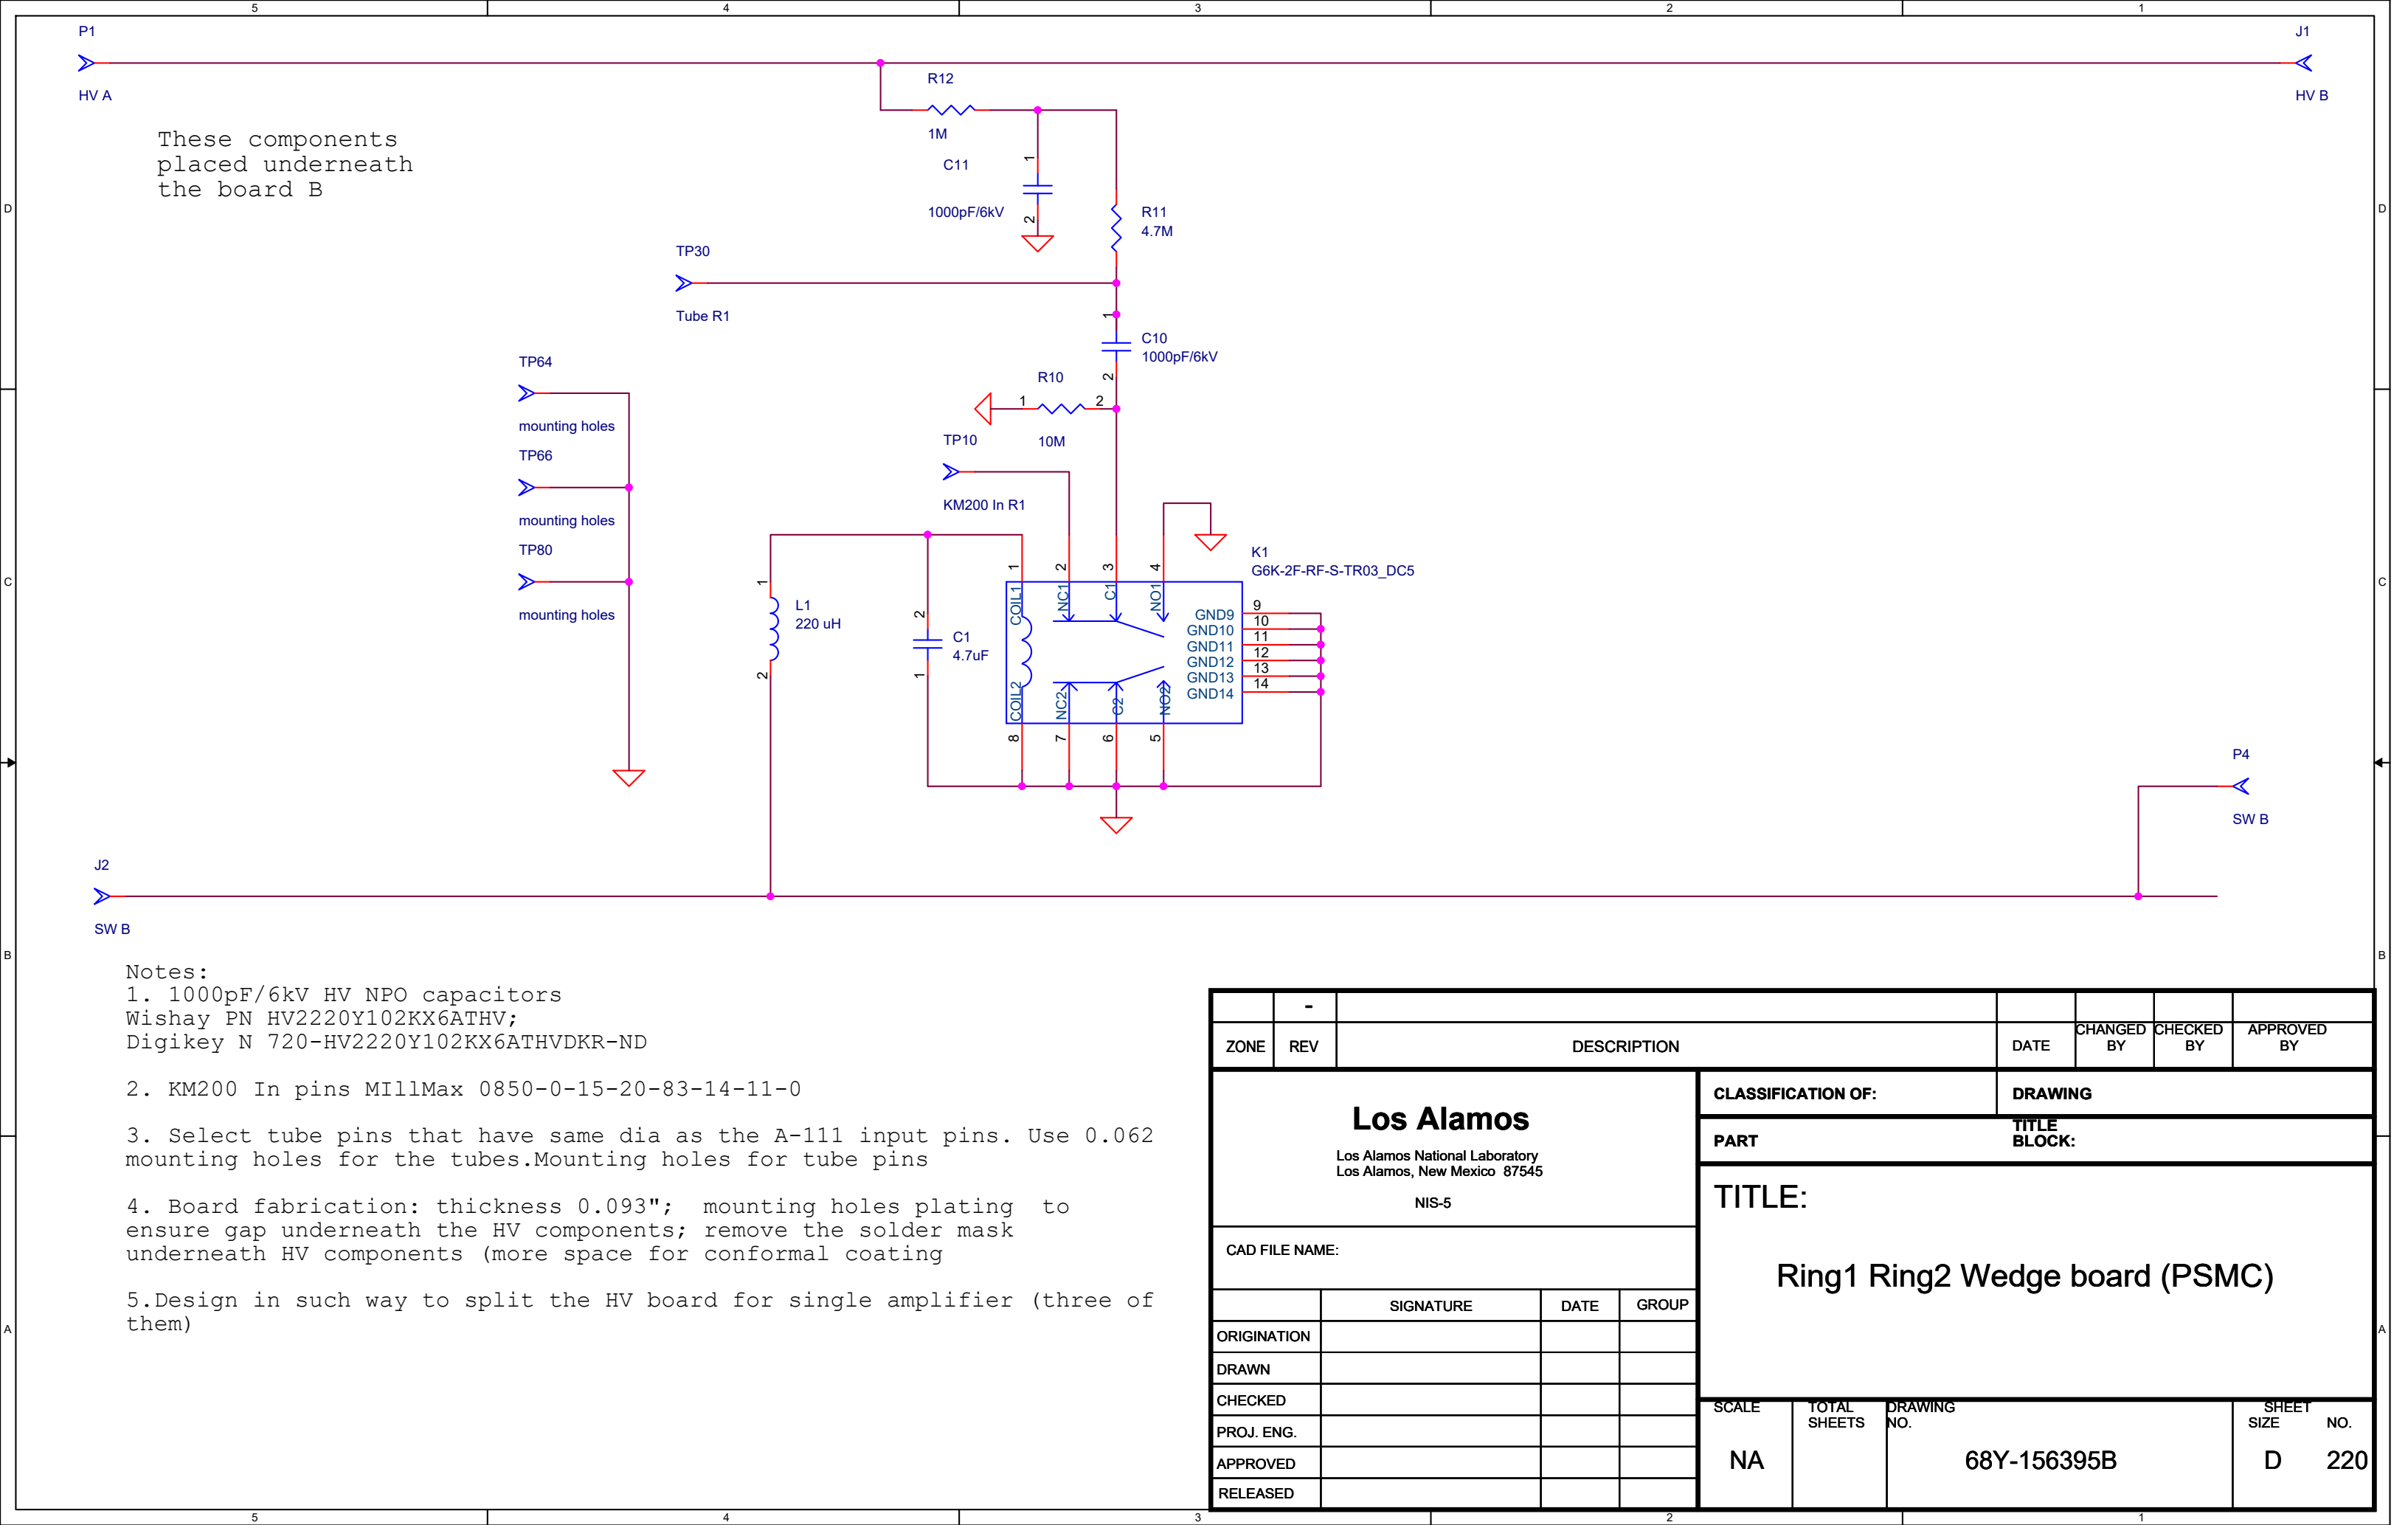 5 4 3 2 1
P1
HV A
J1
HV B
These components
placed underneath
the board B
R12
1M
C11
1
2
1000pF/6kV
R11
4.7M
D D
TP30
Tube R1
1
C10
1000pF/6kV
2
TP64
mounting holes
TP66
mounting holes
TP80
mounting holes
R10
1 2
10M
TP10
KM200 In R1
K1
G6K-2F-RF-S-TR03_DC5
1 2 3 4
COIL1 NC1 C1 NO1
GND9 9
GND10 10
GND11 11
GND12 12
GND13 13
GND14 14
COIL2 NC2 C2 NO2
8 7 6 5
1
L1
220 uH
2
2
C1
4.7uF
1
C C
P4
SW B
J2
SW B
B B
Notes:
1. 1000pF/6kV HV NPO capacitors
Wishay PN HV2220Y102KX6ATHV;
Digikey N 720-HV2220Y102KX6ATHVDKR-ND
2. KM200 In pins MIllMax 0850-0-15-20-83-14-11-0
3. Select tube pins that have same dia as the A-111 input pins. Use 0.062
mounting holes for the tubes.Mounting holes for tube pins
4. Board fabrication: thickness 0.093"; mounting holes plating to
ensure gap underneath the HV components; remove the solder mask
underneath HV components (more space for conformal coating
5.Design in such way to split the HV board for single amplifier (three of
them)
A A
-
ZONE REV DESCRIPTION DATE CHANGED BY CHECKED BY APPROVED BY
Los Alamos
Los Alamos National Laboratory
Los Alamos, New Mexico 87545
NIS-5
CLASSIFICATION OF: DRAWING
PART TITLE BLOCK:
TITLE:
Ring1 Ring2 Wedge board (PSMC)
CAD FILE NAME:
SIGNATURE DATE GROUP
ORIGINATION
DRAWN
CHECKED
PROJ. ENG.
APPROVED
RELEASED
SCALE TOTAL SHEETS DRAWING NO. SHEET SIZE NO.
NA 68Y-156395B D 220
5 4 3 2 1